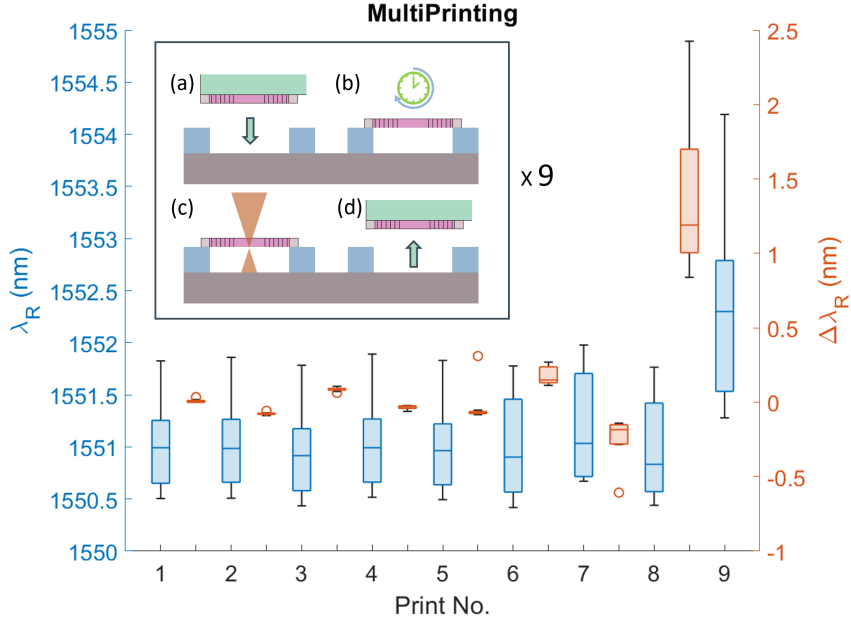 MultiPrinting
1555
1554.5
1554
1553.5
1553
1552.5
1552
1551.5
1551
1550.5
1550
λR (nm)
(a)
(b)
(c)
(d)
x 9
2.5
2
1.5
1
0.5
0
-0.5
-1
ΔλR (nm)
1 2 3 4 5 6 7 8 9
Print No.